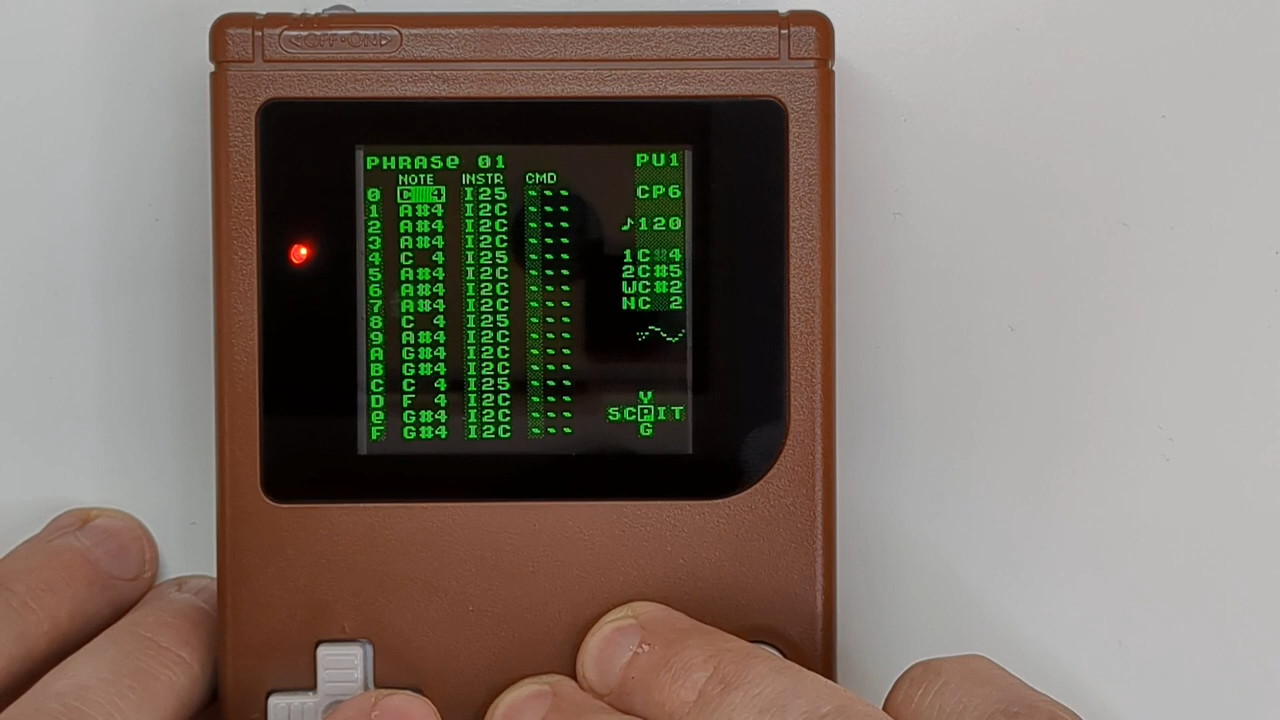 OFF•ON
PHRASe 01 PU1
NOTE INSTR CMD
0 C 4 I25 - - - CP6
1 A#4 I2C - - -
2 A#4 I2C - - - ♪120
3 A#4 I2C - - -
4 C 4 I25 - - - 1C#4
5 A#4 I2C - - - 2C#5
6 A#4 I2C - - - WC#2
7 A#4 I2C - - - NC 2
8 C 4 I25 - - -
9 A#4 I2C - - -
A G#4 I2C - - -
B G#4 I2C - - -
C C 4 I25 - - -
D F 4 I2C - - - Y
e G#4 I2C - - - SCPIT
F G#4 I2C - - - G